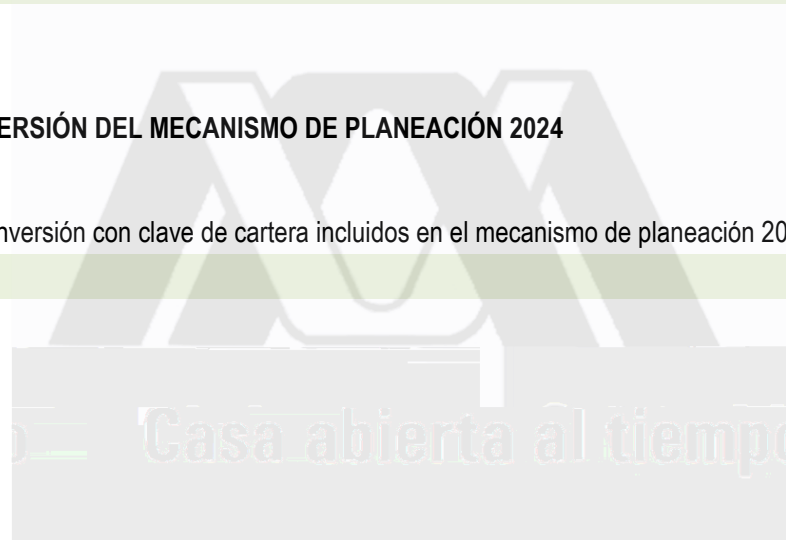 ERSIÓN DEL MECANISMO DE PLANEACIÓN 2024
nversión con clave de cartera incluidos en el mecanismo de planeación 20
o Casa abierta al tiempo